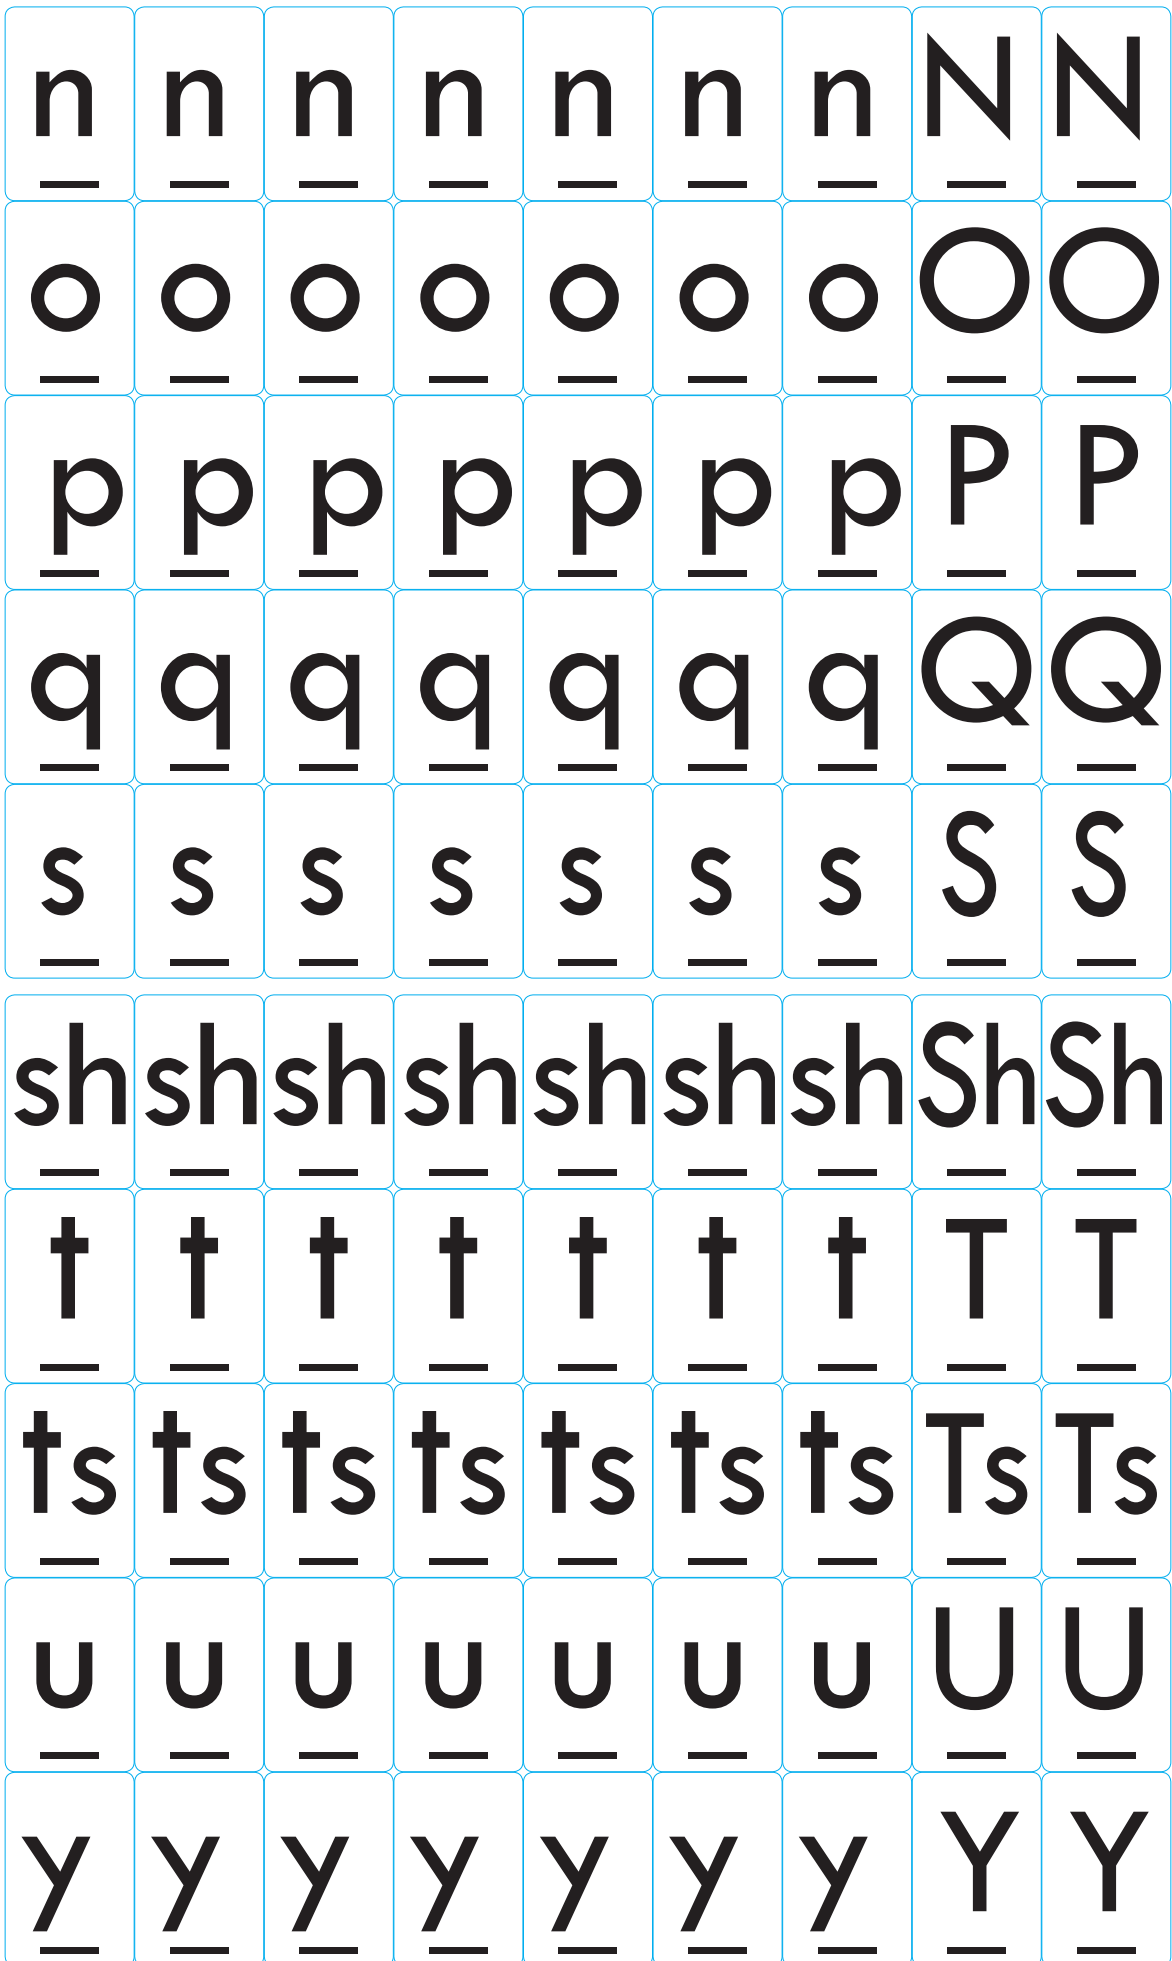 n n n n n n n N N
o o o o o o o O O
p p p p p p p P P
q q q q q q q Q Q
s s s s s s s S S
sh sh sh sh sh sh sh Sh Sh
t t t t t t t T T
ts ts ts ts ts ts ts Ts Ts
u u u u u u u U U
y y y y y y y Y Y